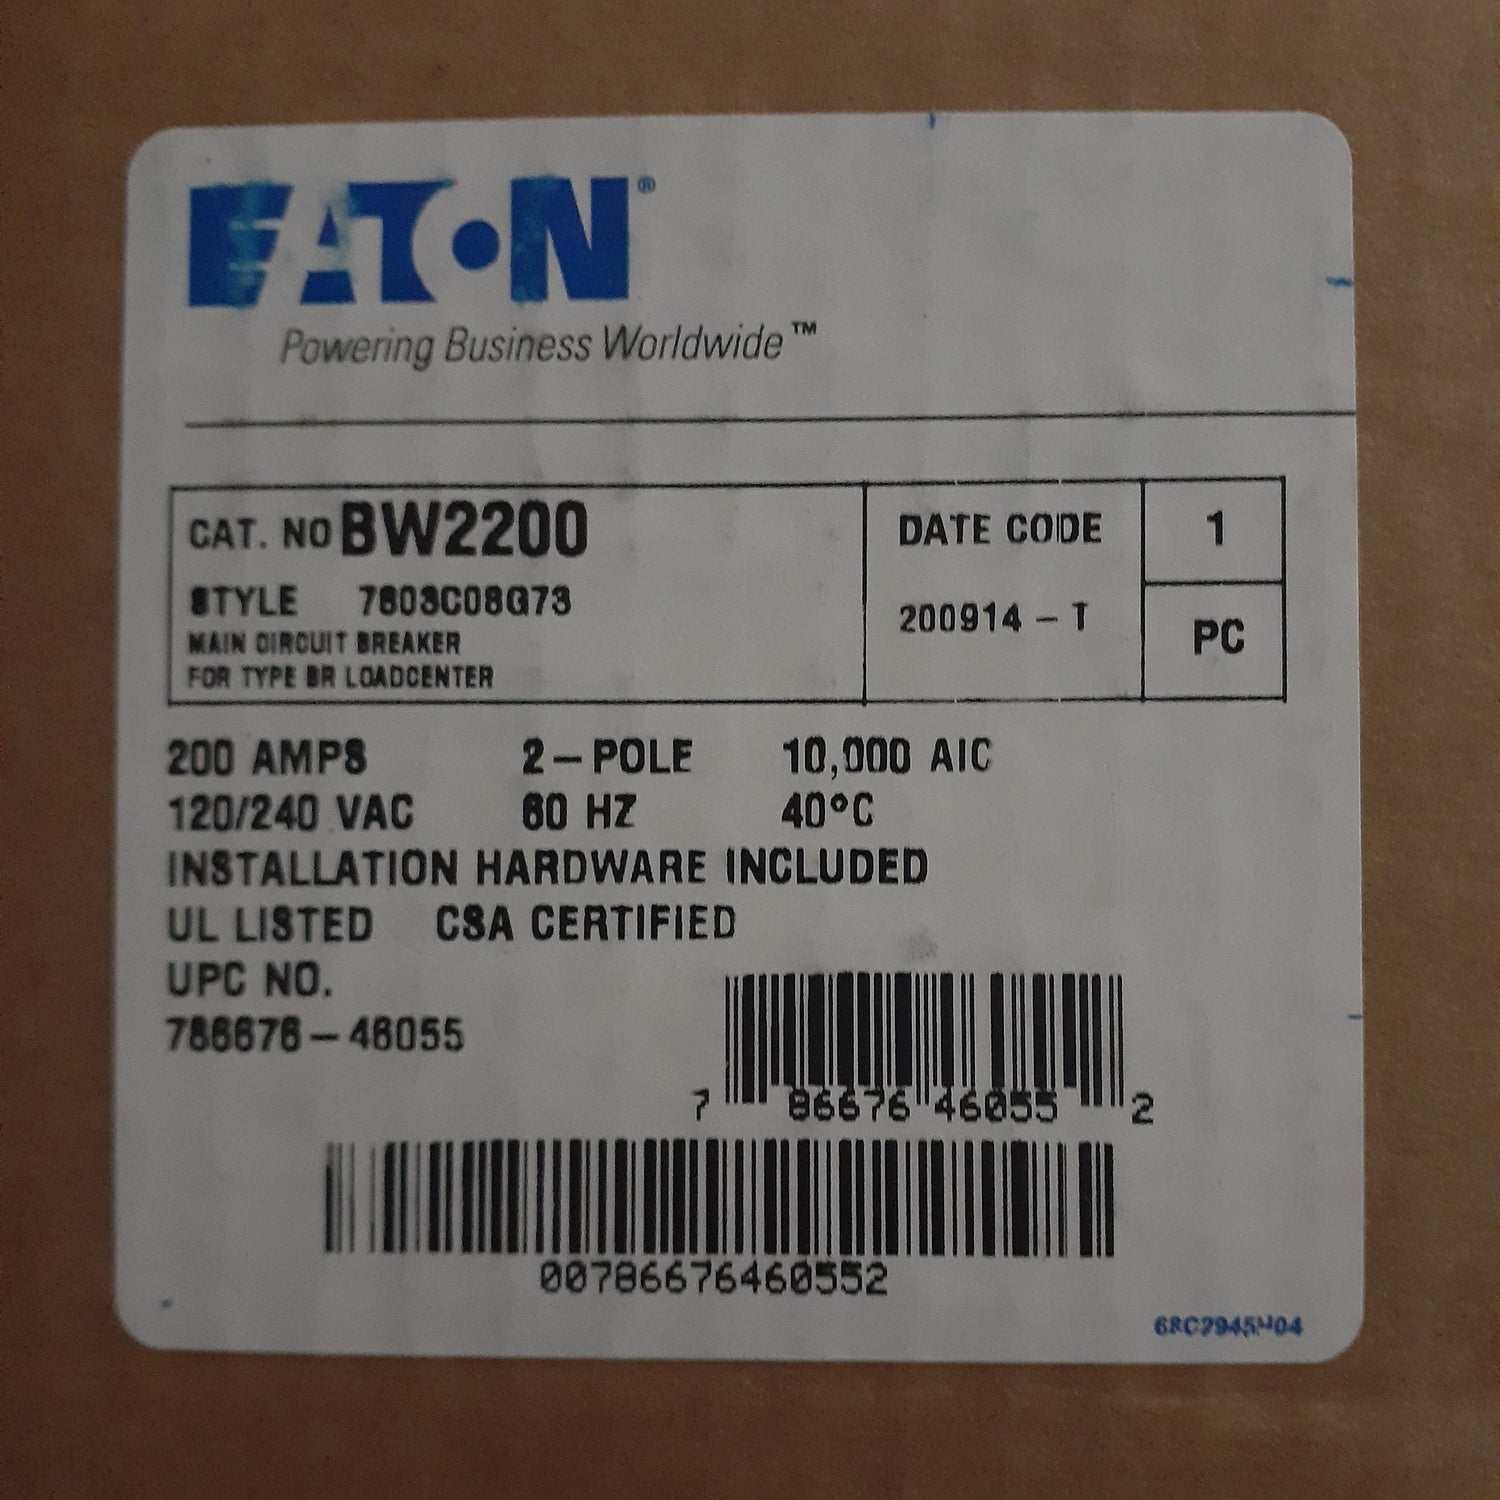 EATON®
Powering Business Worldwide™
CAT. NO BW2200
STYLE 7803C08G73
MAIN CIRCUIT BREAKER
FOR TYPE BR LOADCENTER
DATE CODE
200914 - T
1
PC
200 AMPS 2-POLE 10,000 AIC
120/240 VAC 60 HZ 40°C
INSTALLATION HARDWARE INCLUDED
UL LISTED CSA CERTIFIED
UPC NO.
786676-46055
7 86676 46055 2
00786676460552